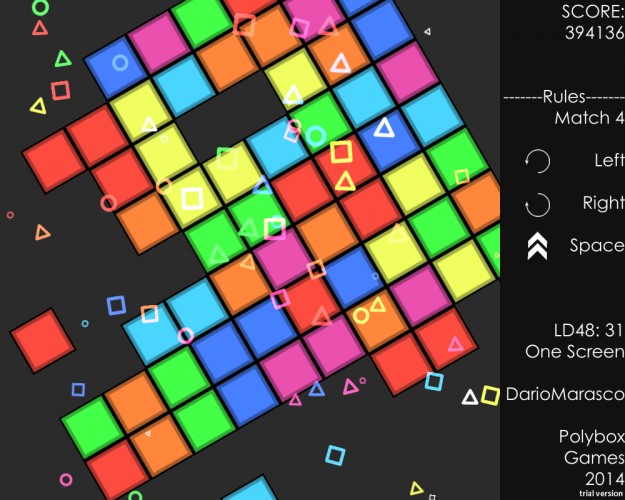 SCORE:
394136
-------Rules-------
Match 4
Left
Right
Space
LD48: 31
One Screen
DarioMarasco
Polybox
Games
2014
trial version